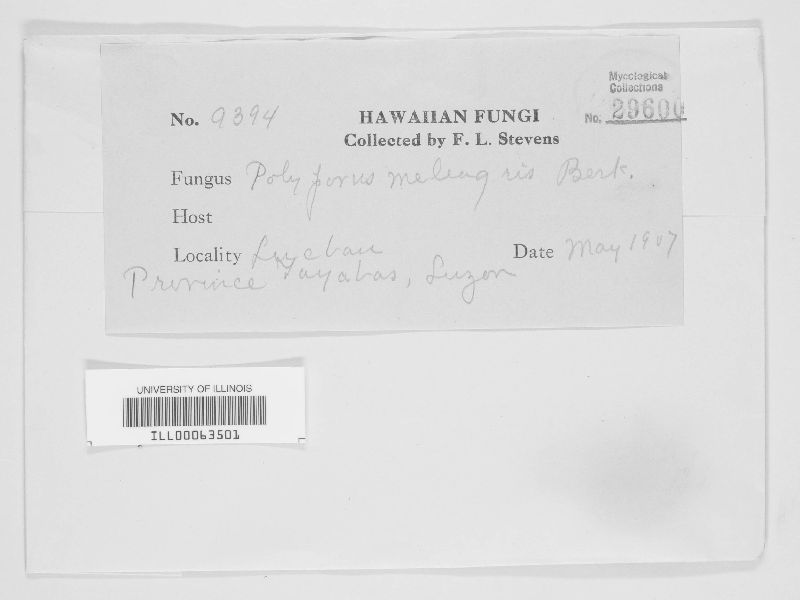 Mycological
Collections
No. 29600
No. 9394
HAWAIIAN FUNGI
Collected by F. L. Stevens
Fungus Polyporus meleagris Berk.
Host
Locality Lucban
Date May 1907
Province Tayabas, Luzon
UNIVERSITY OF ILLINOIS
ILL00063501